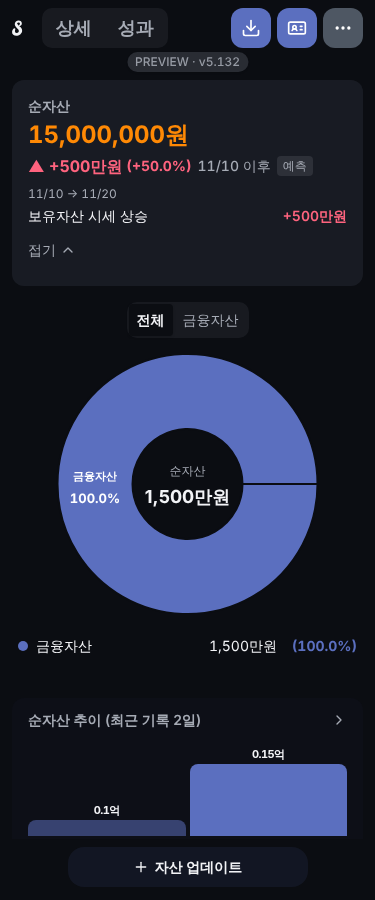 상세 성과
PREVIEW · v5.132
순자산
15,000,000원
▲ +500만원 (+50.0%) 11/10 이후 예측
11/10 → 11/20
보유자산 시세 상승 +500만원
접기
전체 금융자산
순자산
1,500만원
금융자산
100.0%
금융자산 1,500만원 (100.0%)
순자산 추이 (최근 기록 2일)
0.15억
0.1억
+ 자산 업데이트